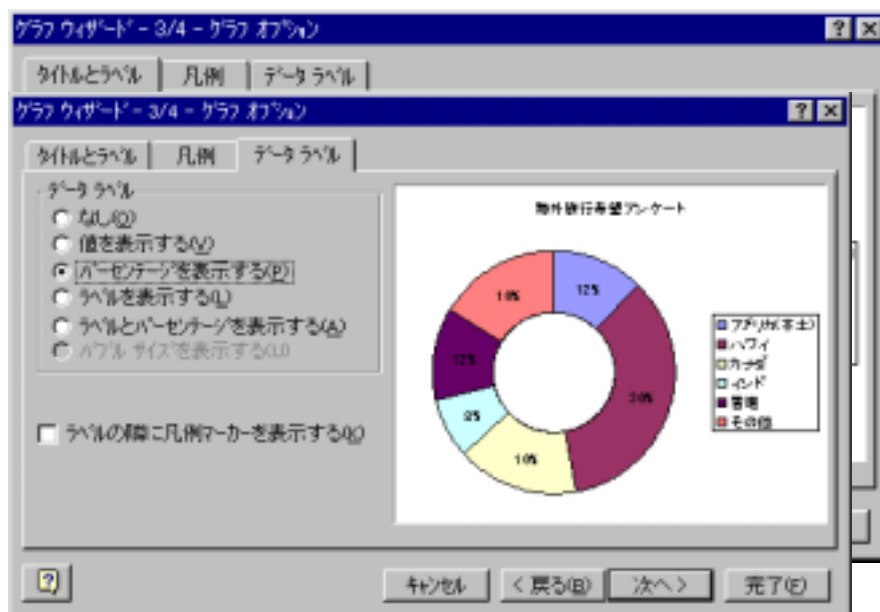 グラフ ウィザード - 3/4 - グラフ オプション
タイトルとラベル 凡例 データ ラベル
グラフ ウィザード - 3/4 - グラフ オプション
タイトルとラベル 凡例 データ ラベル
データ ラベル
なし(O)
値を表示する(V)
パーセンテージを表示する(P)
ラベルを表示する(L)
ラベルとパーセンテージを表示する(A)
バブル サイズを表示する(U)
ラベルの隣に凡例マーカーを表示する(K)
海外旅行希望アンケート
12%
12%
アメリカ(本土)
ハワイ
カナダ
インド
香港
その他
キャンセル < 戻る(B) 次へ > 完了(F)